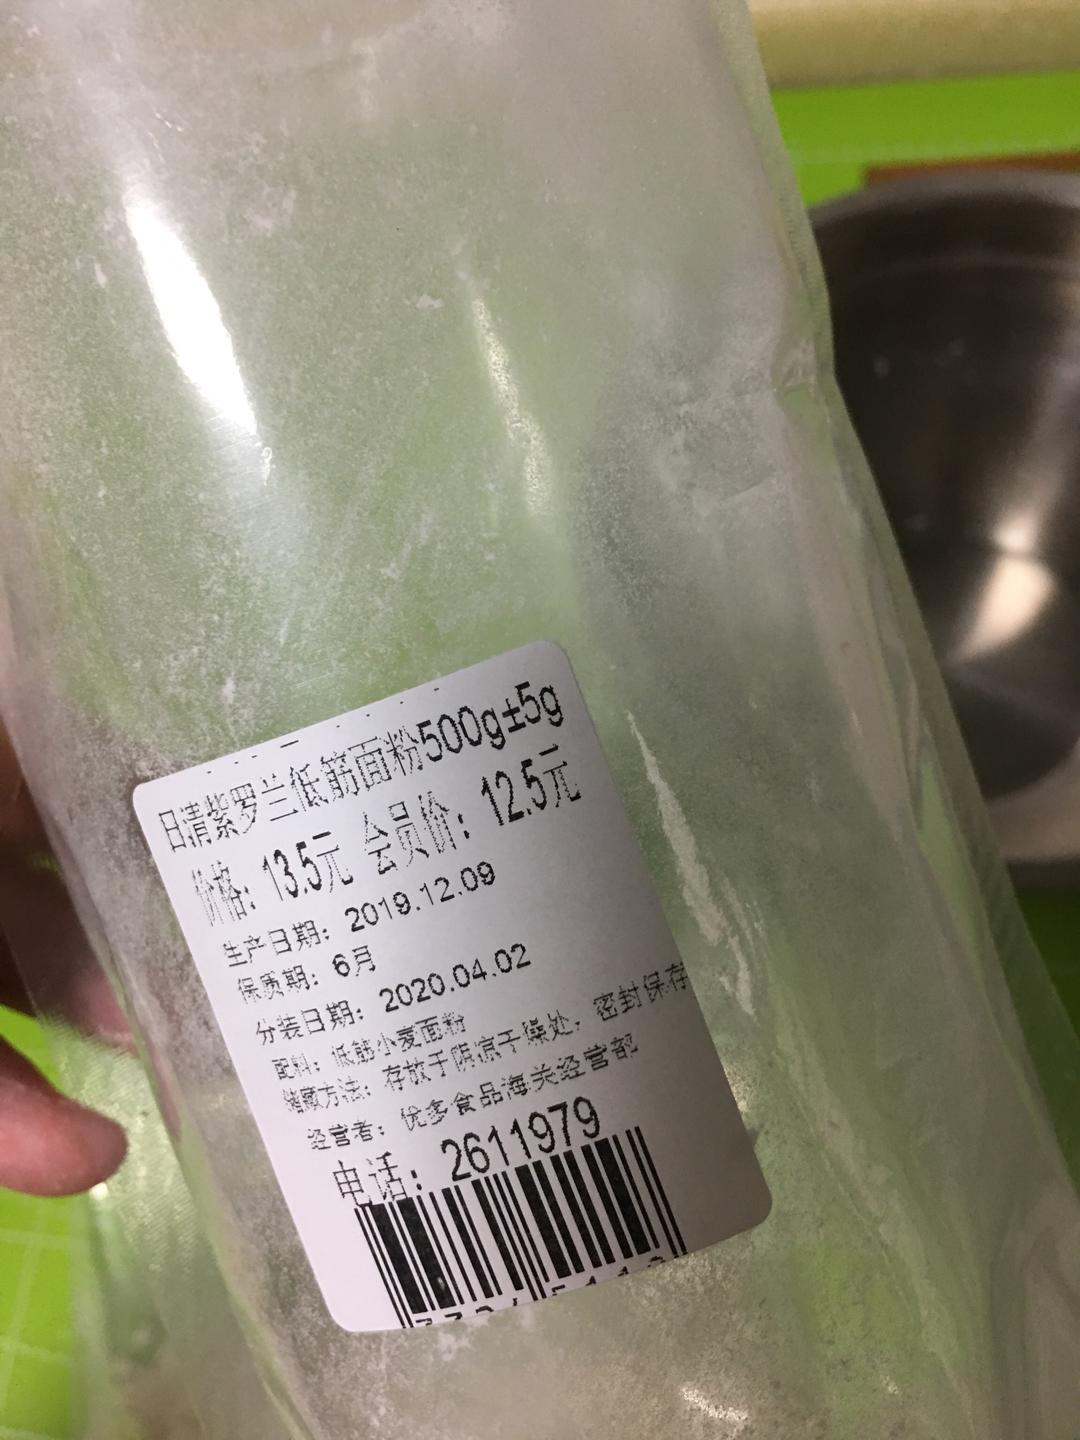 日清紫罗兰低筋面粉500g±5g
价格：13.5元 会员价：12.5元
生产日期：2019.12.09
保质期：6月
分装日期：2020.04.02
配料：低筋小麦面粉
储藏方法：存放于阴凉干燥处，密封保存
经营者：优多食品海关经营部
电话：2611979